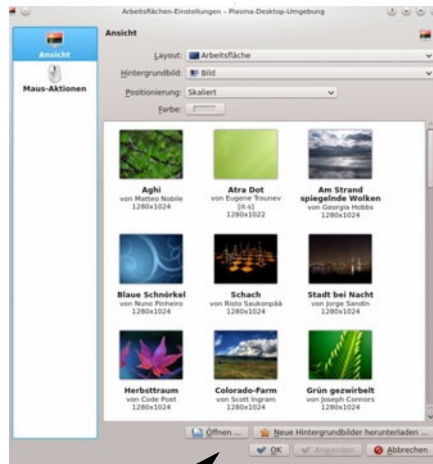 Arbeitsflächen-Einstellungen – Plasma-Desktop-Umgebung
Ansicht
Maus-Aktionen
Ansicht
Layout: Arbeitsfläche
Hintergrundbild: Bild
Positionierung: Skaliert
Farbe:
Aghi
von Matteo Nobile
1280x1024
Atra Dot
von Eugene Trounev
[it-s]
1280x1022
Am Strand
spiegelnde Wolken
von Georgia Hobbs
1280x1024
Blaue Schnörkel
von Nuno Pinheiro
1280x1024
Schach
von Risto Saukonpää
1280x1024
Stadt bei Nacht
von Jorge Sandín
1280x1024
Herbsttraum
von Code Poet
1280x1024
Colorado-Farm
von Scott Ingram
1280x1024
Grün gezwirbelt
von Joseph Connors
1280x1024
Öffnen ...
Neue Hintergrundbilder herunterladen ...
OK
Anwenden
Abbrechen